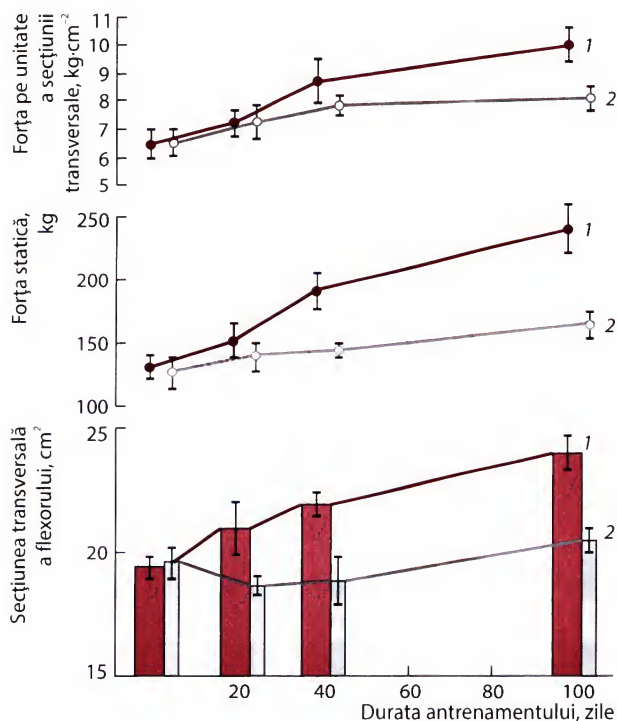 Forța pe unitate
a secțiunii
transversale, kg·cm⁻²
11
10
9
8
7
6
5
1
2
Forța statică,
kg
250
200
150
100
1
2
Secțiunea transversală
a flexorului, cm²
25
20
15
1
2
20 40 60 80 100
Durata antrenamentului, zile